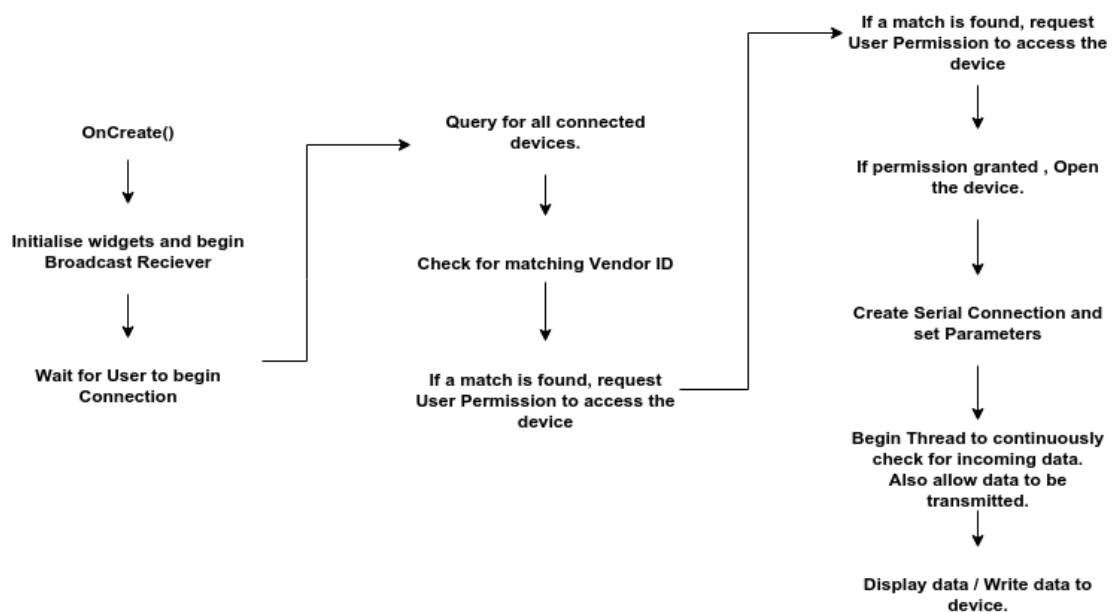 OnCreate()
Initialise widgets and begin
Broadcast Reciever
Wait for User to begin
Connection
Query for all connected
devices.
Check for matching Vendor ID
If a match is found, request
User Permission to access the
device
If a match is found, request
User Permission to access the
device
If permission granted , Open
the device.
Create Serial Connection and
set Parameters
Begin Thread to continuously
check for incoming data.
Also allow data to be
transmitted.
Display data / Write data to
device.